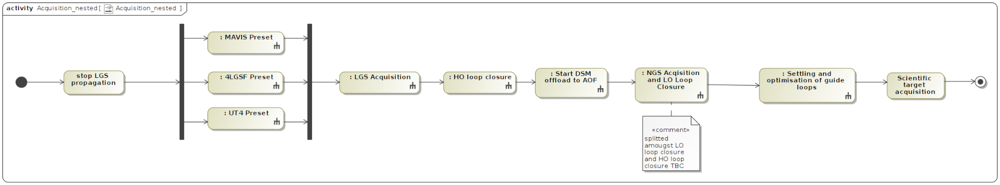 activity Acquisition_nested[ Acquisition_nested ]
stop LGS
propagation
: MAVIS Preset
: 4LGSF Preset
: UT4 Preset
: LGS Acquisition
: HO loop closure
: Start DSM
offload to AOF
: NGS Acqisition
and LO Loop
Closure
«comment»
splitted
amougst LO
loop closure
and HO loop
closure TBC
: Settling and
optimisation of guide
loops
Scientific
target
acquisition